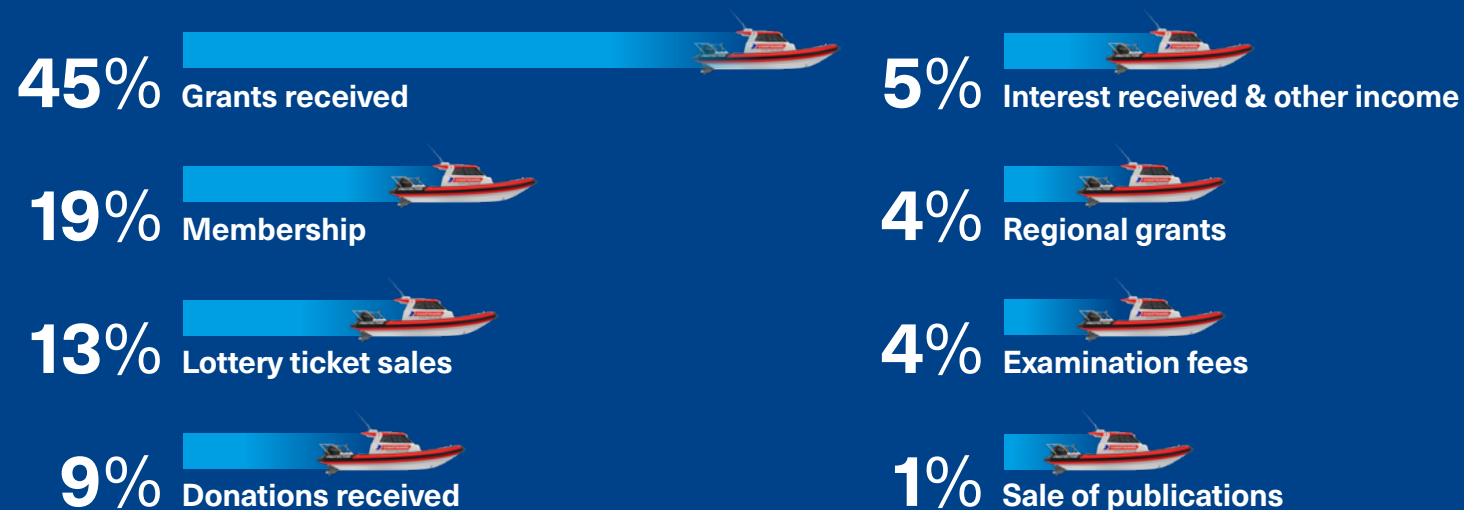 45%
Grants received
19%
Membership
13%
Lottery ticket sales
9%
Donations received
5%
Interest received & other income
4%
Regional grants
4%
Examination fees
1%
Sale of publications